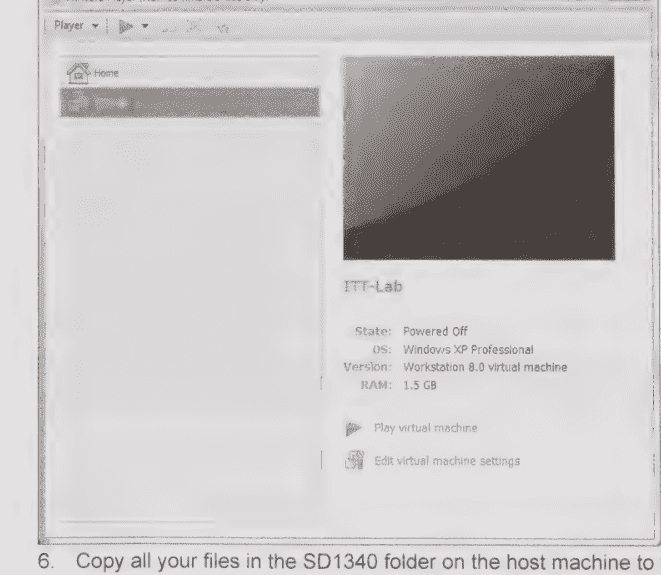 Player
Home
ITT-Lab
State: Powered Off
OS: Windows XP Professional
Version: Workstation 8.0 virtual machine
RAM: 1.5 GB
Play virtual machine
Edit virtual machine settings
6. Copy all your files in the SD1340 folder on the host machine to